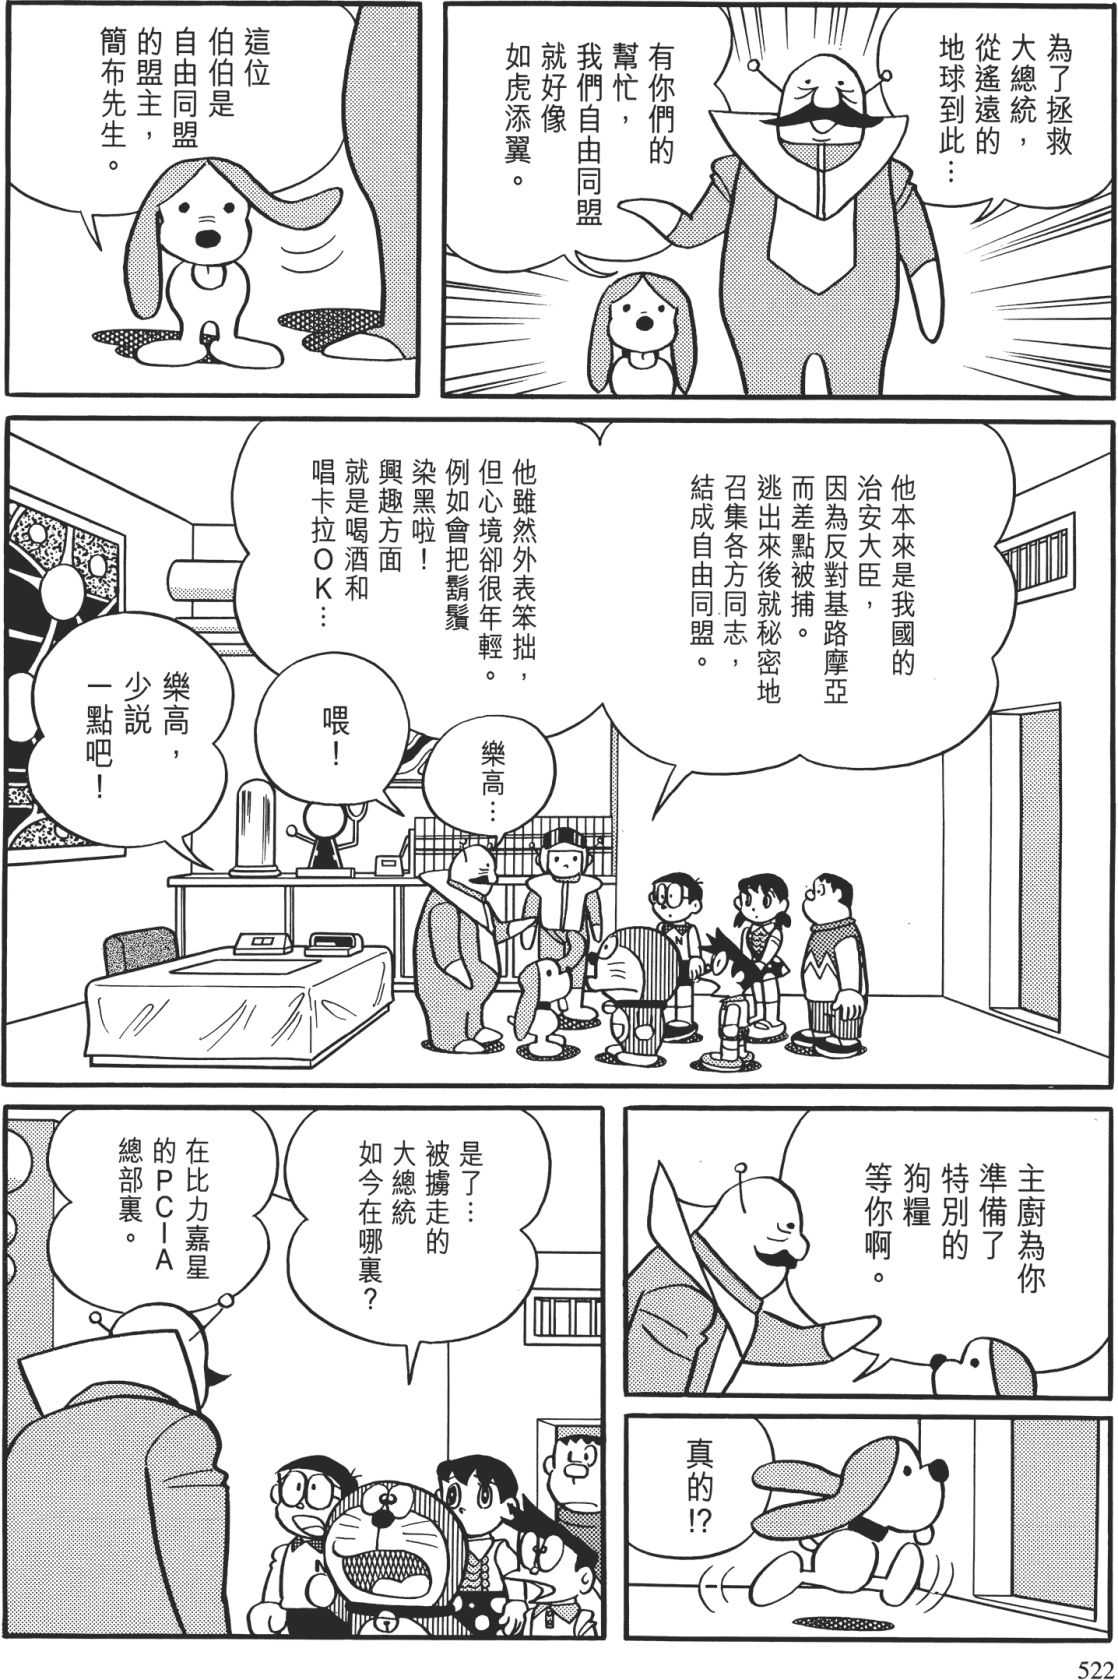 為了拯救
大總統，
從遙遠的
地球到此…
有你們的
幫忙，
我們自由同盟
就好像
如虎添翼。
這位
伯伯是
自由同盟
的盟主，
簡布先生。
他本來是我國的
治安大臣，
因為反對基路摩亞
而差點被捕。
逃出來後就秘密地
召集各方同志，
結成自由同盟。
他雖然外表笨拙，
但心境卻很年輕。
例如會把鬍鬚
染黑啦！
興趣方面
就是喝酒和
唱卡拉OK…
樂高…
喂！
樂高，
少說
一點吧！
主廚為你
準備了
特別的
狗糧
等你啊。
真的!?
是了…
被擄走的
大總統
如今在哪裏？
在比力嘉星
的PCIA
總部裏。
522